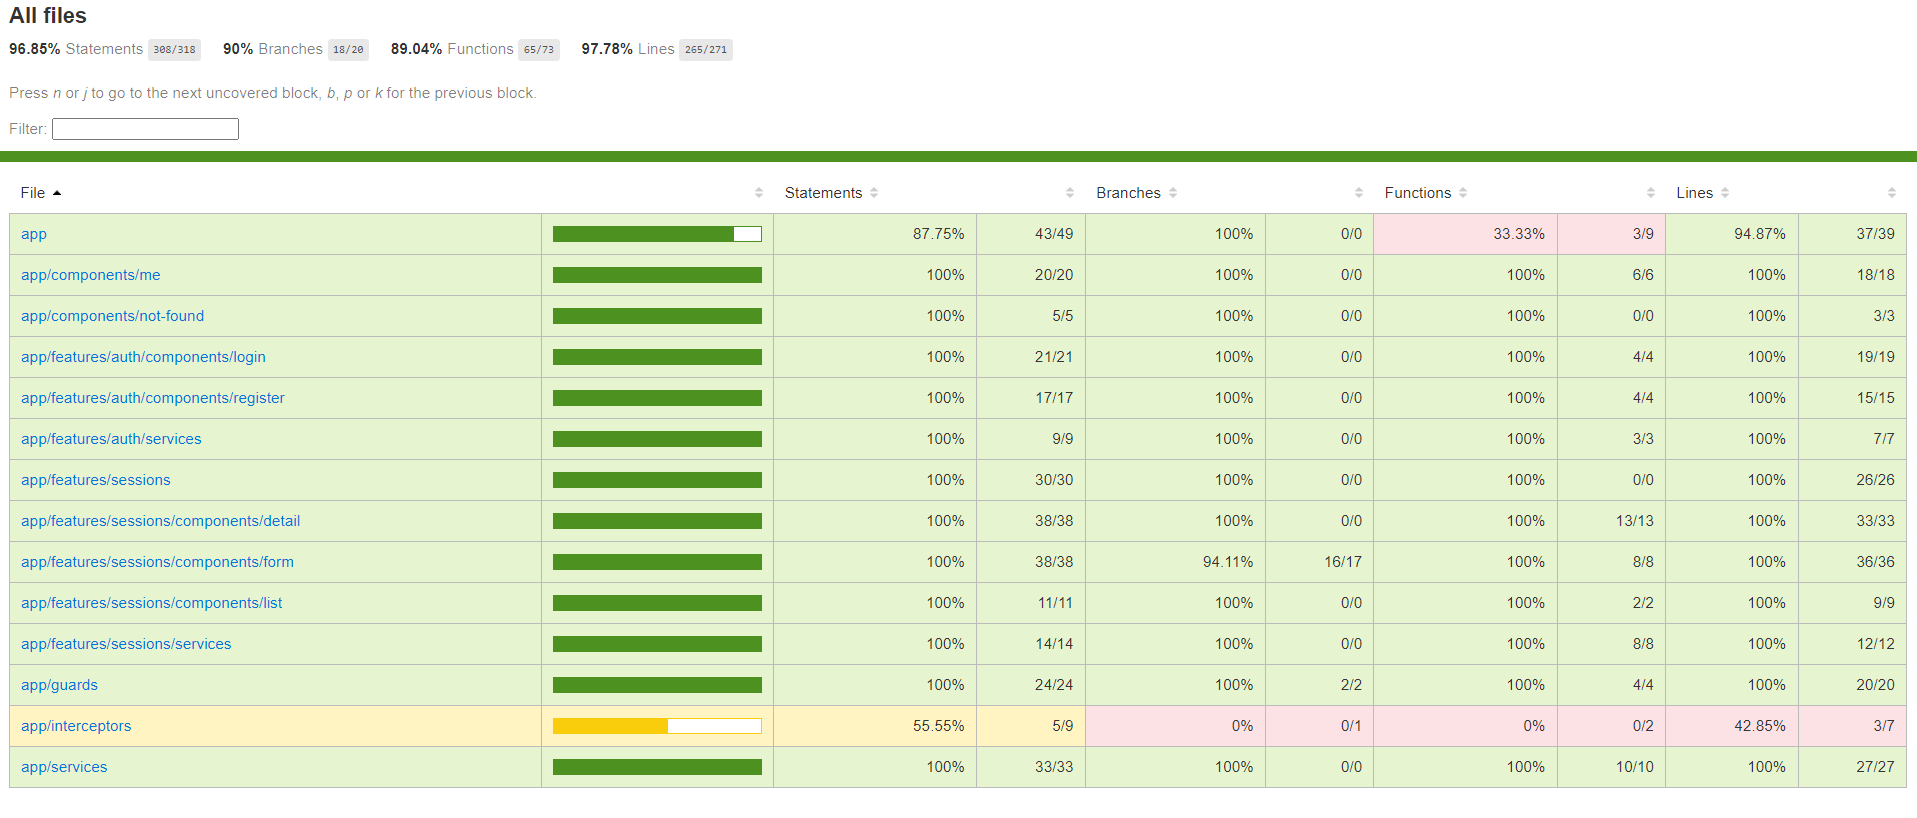 All files
96.85% Statements 308/318 90% Branches 18/20 89.04% Functions 65/73 97.78% Lines 265/271
Press n or j to go to the next uncovered block, b, p or k for the previous block.
Filter:
File Statements Branches Functions Lines
app 87.75% 43/49 100% 0/0 33.33% 3/9 94.87% 37/39
app/components/me 100% 20/20 100% 0/0 100% 6/6 100% 18/18
app/components/not-found 100% 5/5 100% 0/0 100% 0/0 100% 3/3
app/features/auth/components/login 100% 21/21 100% 0/0 100% 4/4 100% 19/19
app/features/auth/components/register 100% 17/17 100% 0/0 100% 4/4 100% 15/15
app/features/auth/services 100% 9/9 100% 0/0 100% 3/3 100% 7/7
app/features/sessions 100% 30/30 100% 0/0 100% 0/0 100% 26/26
app/features/sessions/components/detail 100% 38/38 100% 0/0 100% 13/13 100% 33/33
app/features/sessions/components/form 100% 38/38 94.11% 16/17 100% 8/8 100% 36/36
app/features/sessions/components/list 100% 11/11 100% 0/0 100% 2/2 100% 9/9
app/features/sessions/services 100% 14/14 100% 0/0 100% 8/8 100% 12/12
app/guards 100% 24/24 100% 2/2 100% 4/4 100% 20/20
app/interceptors 55.55% 5/9 0% 0/1 0% 0/2 42.85% 3/7
app/services 100% 33/33 100% 0/0 100% 10/10 100% 27/27